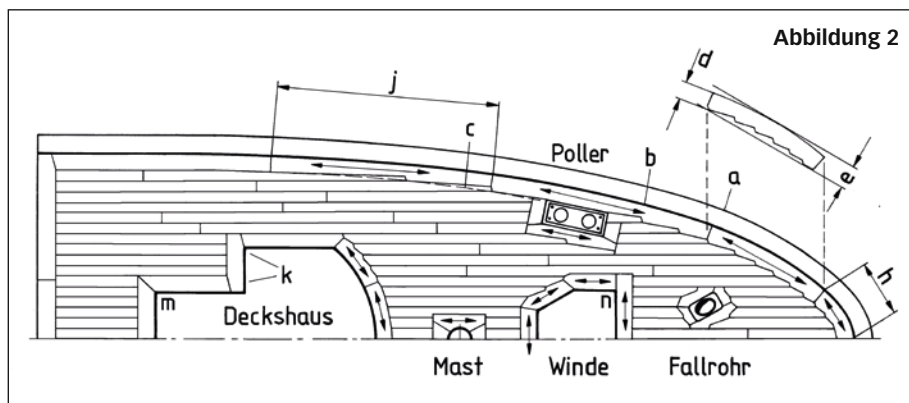 Abbildung 2
d
j
c
Poller
b
a
e
h
k
m
n
Deckshaus
Mast
Winde
Fallrohr